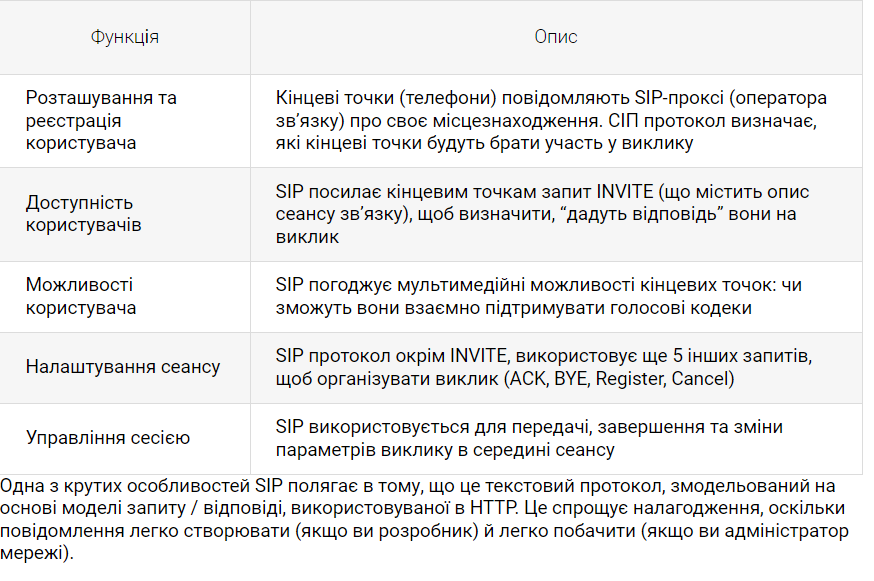 Функція
Опис
Розташування та
реєстрація
користувача
Кінцеві точки (телефони) повідомляють SIP-проксі (оператора
зв’язку) про своє місцезнаходження. СІП протокол визначає,
які кінцеві точки будуть брати участь у виклику
Доступність
користувачів
SIP посилає кінцевим точкам запит INVITE (що містить опис
сеансу зв’язку), щоб визначити, “дадуть відповідь” вони на
виклик
Можливості
користувача
SIP погоджує мультимедійні можливості кінцевих точок: чи
зможуть вони взаємно підтримувати голосові кодеки
Налаштування сеансу
SIP протокол окрім INVITE, використовує ще 5 інших запитів,
щоб організувати виклик (ACK, BYE, Register, Cancel)
Управління сесією
SIP використовується для передачі, завершення та зміни
параметрів виклику в середині сеансу
Одна з крутих особливостей SIP полягає в тому, що це текстовий протокол, змодельований на
основі моделі запиту / відповіді, використовуваної в HTTP. Це спрощує налагодження, оскільки
повідомлення легко створювати (якщо ви розробник) й легко побачити (якщо ви адміністратор
мережі).